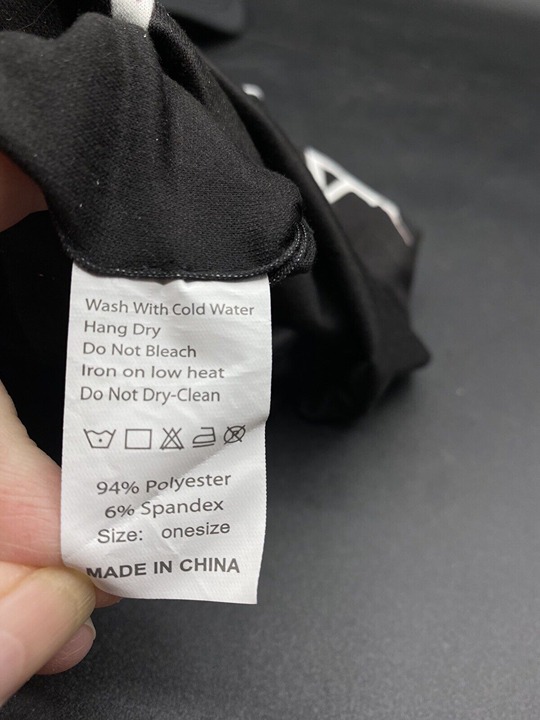 Wash With Cold Water
Hang Dry
Do Not Bleach
Iron on low heat
Do Not Dry-Clean
94% Polyester
6% Spandex
Size: onesize
MADE IN CHINA